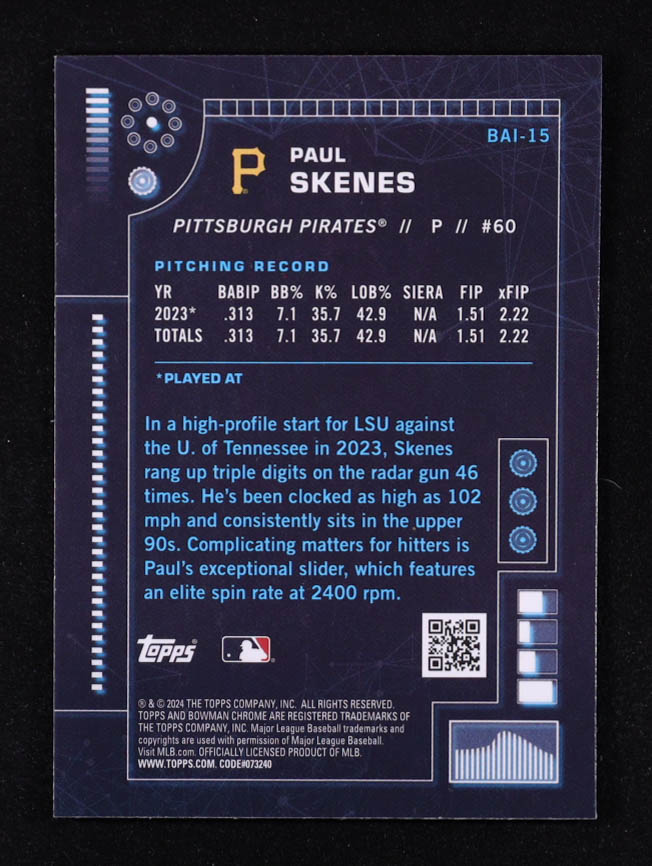 BAI-15
P
PAUL
SKENES
PITTSBURGH PIRATES® // P // #60
PITCHING RECORD
YR BABIP BB% K% LOB% SIERA FIP xFIP
2023* .313 7.1 35.7 42.9 N/A 1.51 2.22
TOTALS .313 7.1 35.7 42.9 N/A 1.51 2.22
*PLAYED AT
In a high-profile start for LSU against
the U. of Tennessee in 2023, Skenes
rang up triple digits on the radar gun 46
times. He's been clocked as high as 102
mph and consistently sits in the upper
90s. Complicating matters for hitters is
Paul's exceptional slider, which features
an elite spin rate at 2400 rpm.
Topps®
® & © 2024 THE TOPPS COMPANY, INC. ALL RIGHTS RESERVED.
TOPPS AND BOWMAN CHROME ARE REGISTERED TRADEMARKS OF
THE TOPPS COMPANY, INC. Major League Baseball trademarks and
copyrights are used with permission of Major League Baseball.
Visit MLB.com. OFFICIALLY LICENSED PRODUCT OF MLB.
WWW.TOPPS.COM. CODE#073240